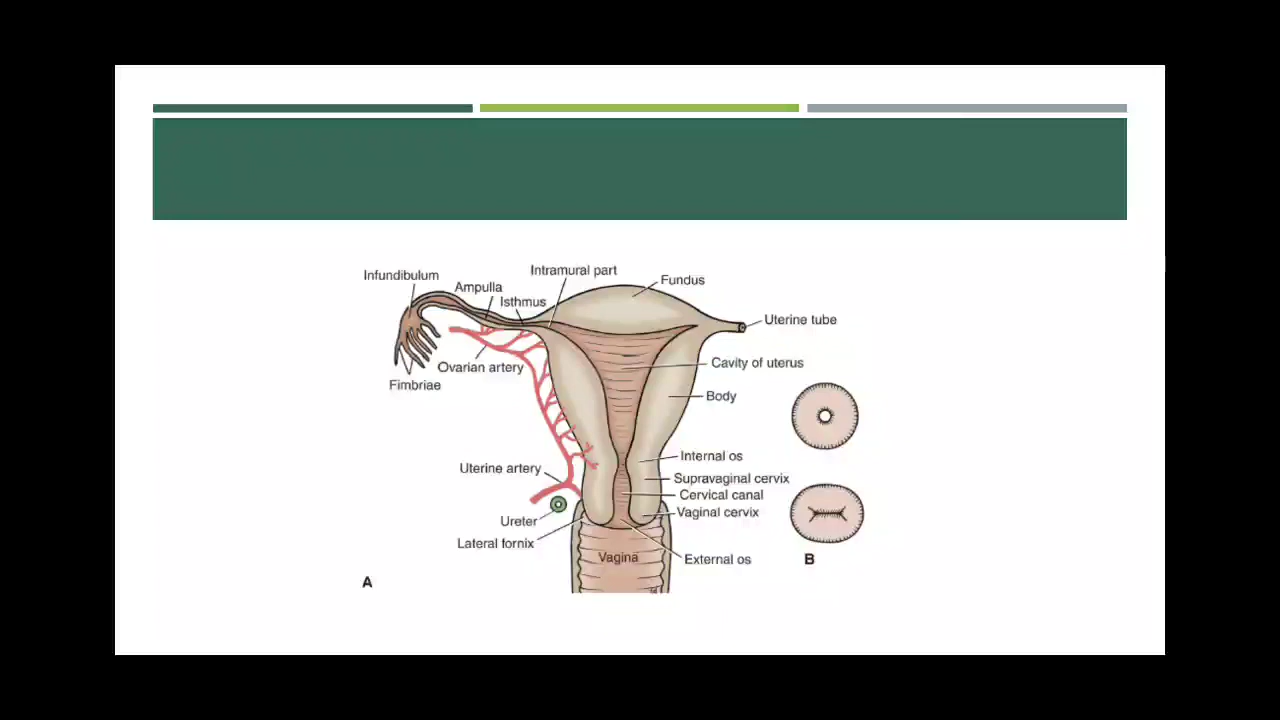 Intramural part
Infundibulum
Fundus
Ampulla
Isthmus
Uterine tube
Cavity of uterus
Ovarian artery
Fimbriae
Body
Internal os
Uterine artery
Supravaginal cervix
Cervical canal
Vaginal cervix
Ureter
Lateral fornix
Vagina
External os
B
A